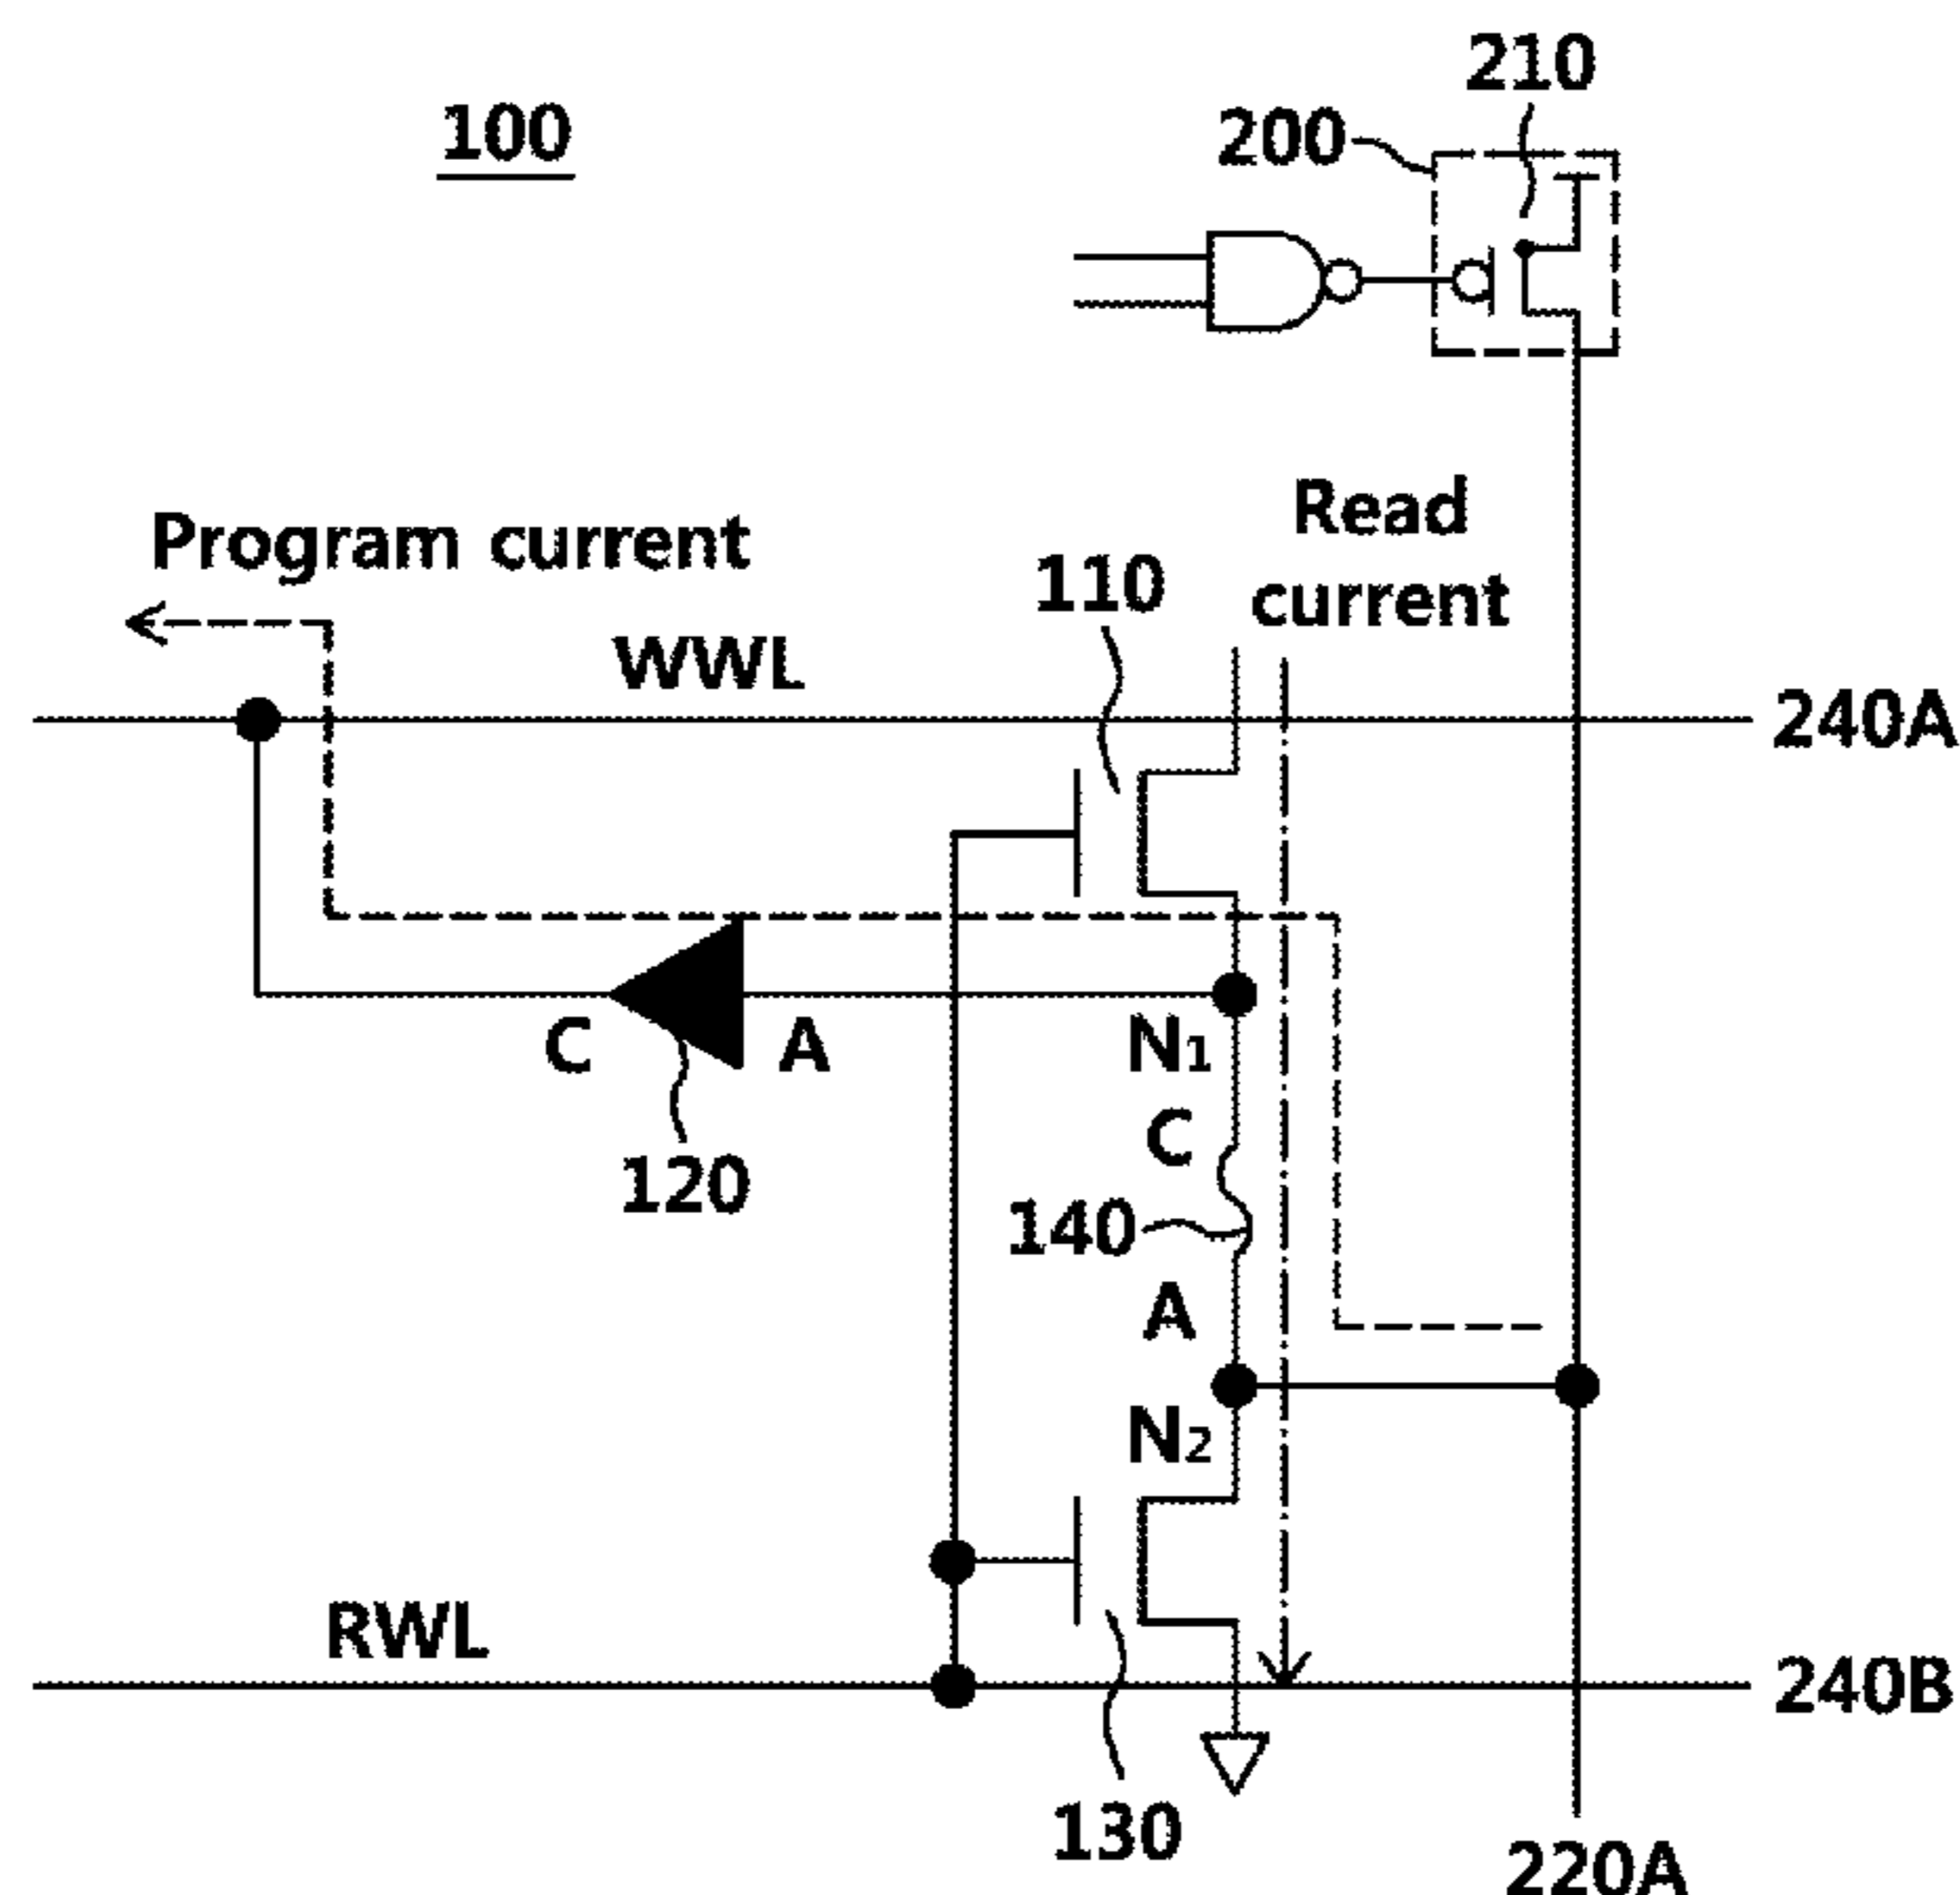 210
100
200
Read
current
Program current
110
WWL
240A
C
A
N1
C
120
140
A
N2
RWL
240B
130
220A